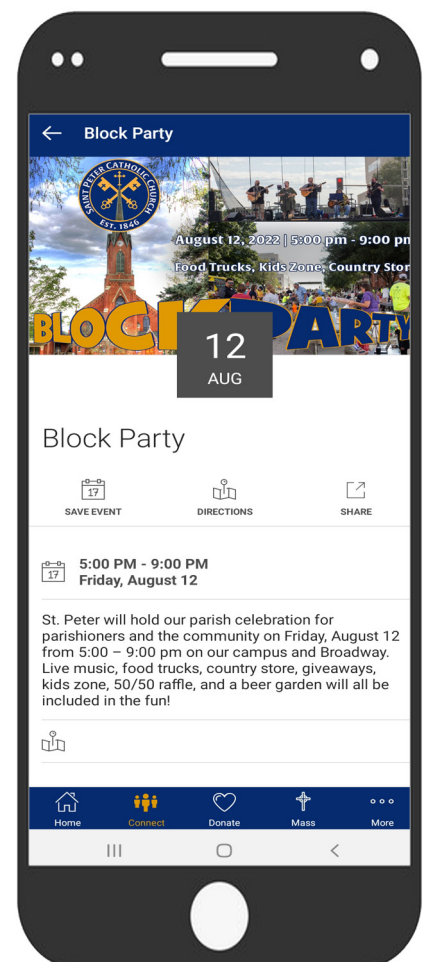 Block Party
SAINT PETER CATHOLIC CHURCH
EST. 1846
August 12, 2022 | 5:00 pm - 9:00 pm
Food Trucks, Kids Zone, Country Stor
BLOCK PARTY
12
AUG
Block Party
17
SAVE EVENT
DIRECTIONS
SHARE
17
5:00 PM - 9:00 PM
Friday, August 12
St. Peter will hold our parish celebration for
parishioners and the community on Friday, August 12
from 5:00 – 9:00 pm on our campus and Broadway.
Live music, food trucks, country store, giveaways,
kids zone, 50/50 raffle, and a beer garden will all be
included in the fun!
Home
Connect
Donate
Mass
More